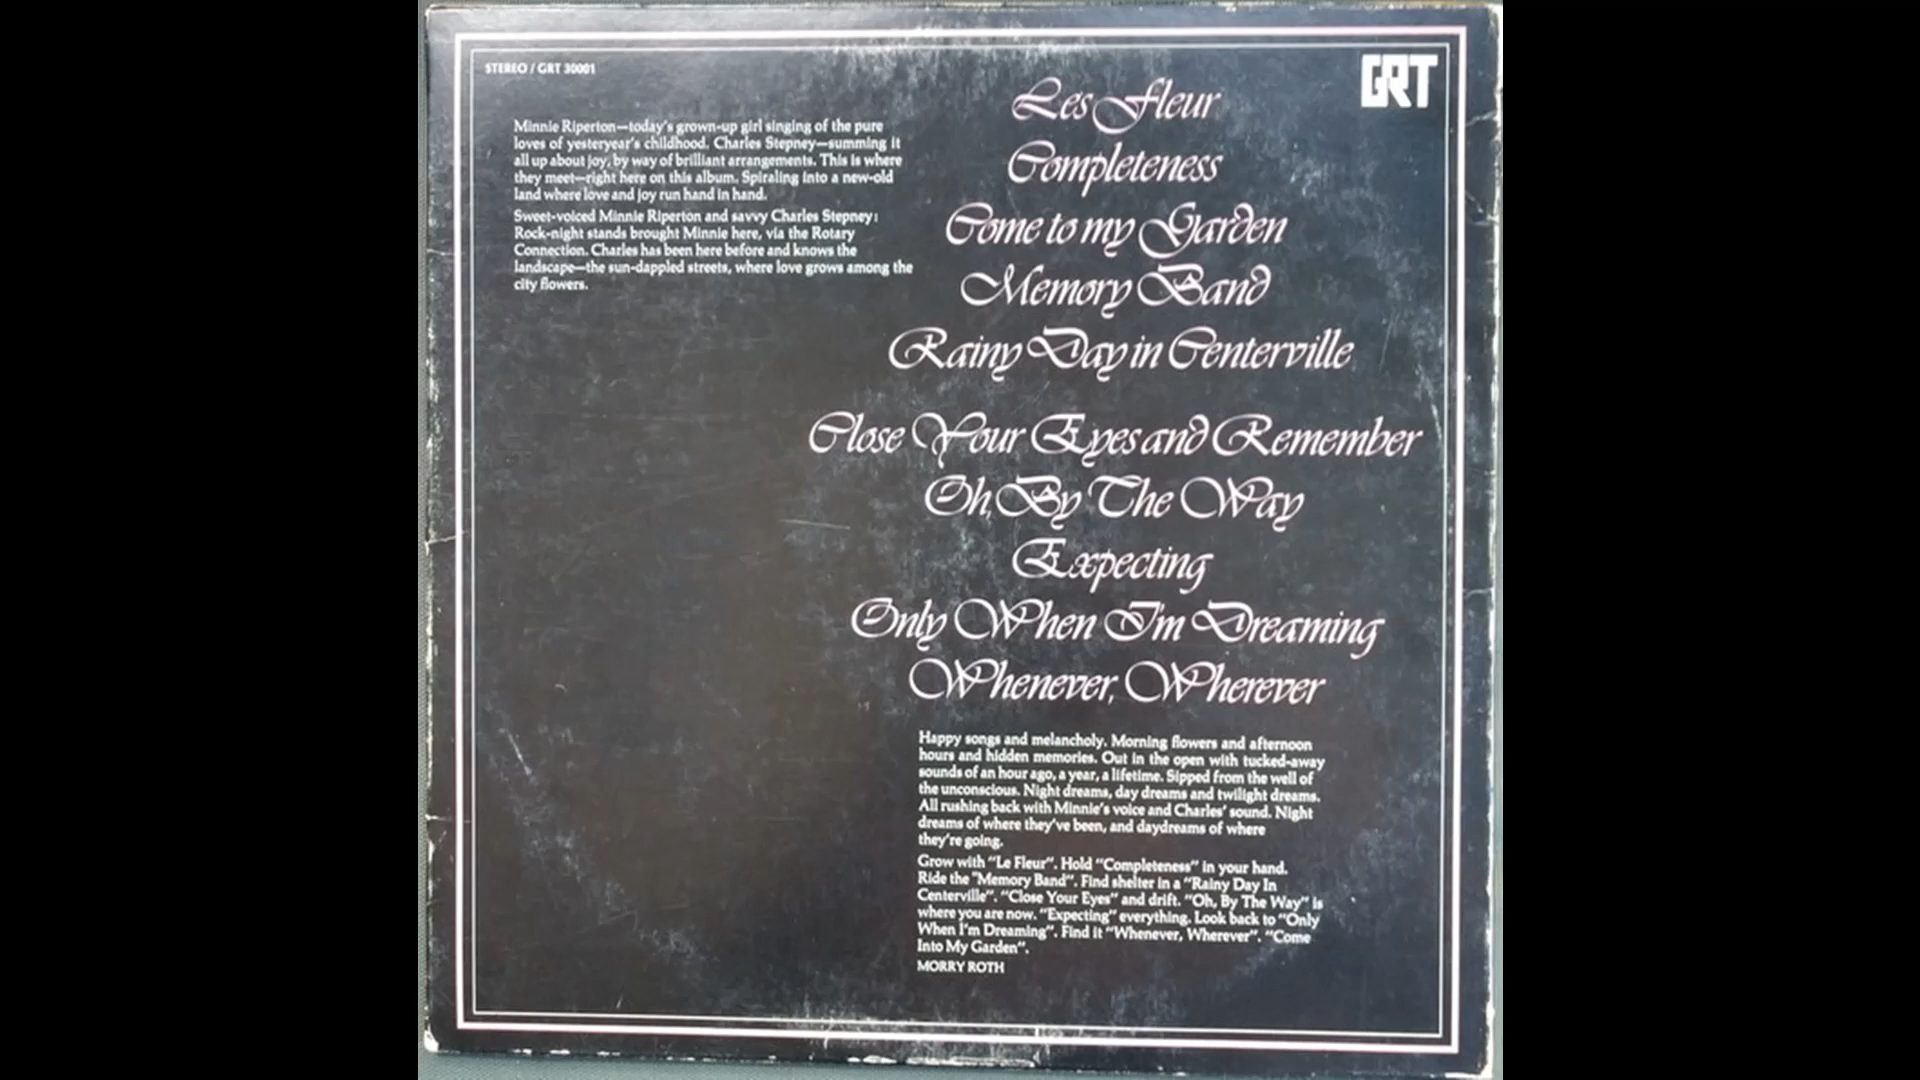 STEREO / GRT 30001
GRT
Minnie Riperton—today's grown-up girl singing of the pure
loves of yesteryear's childhood. Charles Stepney—summing it
all up about joy, by way of brilliant arrangements. This is where
they meet—right here on this album. Spiraling into a new-old
land where love and joy run hand in hand.
Sweet-voiced Minnie Riperton and savvy Charles Stepney:
Rock-night stands brought Minnie here, via the Rotary
Connection. Charles has been here before and knows the
landscape—the sun-dappled streets, where love grows among the
city flowers.
Les Fleur
Completeness
Come to my Garden
Memory Band
Rainy Day in Centerville
Close Your Eyes and Remember
Oh, By The Way
Expecting
Only When I'm Dreaming
Whenever, Wherever
Happy songs and melancholy. Morning flowers and afternoon
hours and hidden memories. Out in the open with tucked-away
sounds of an hour ago, a year, a lifetime. Sipped from the well of
the unconscious. Night dreams, day dreams and twilight dreams.
All rushing back with Minnie's voice and Charles' sound. Night
dreams of where they've been, and daydreams of where
they're going.
Grow with "Le Fleur". Hold "Completeness" in your hand.
Ride the "Memory Band". Find shelter in a "Rainy Day In
Centerville". "Close Your Eyes" and drift. "Oh, By The Way" is
where you are now. "Expecting" everything. Look back to "Only
When I'm Dreaming". Find it "Whenever, Wherever". "Come
Into My Garden".
MORRY ROTH